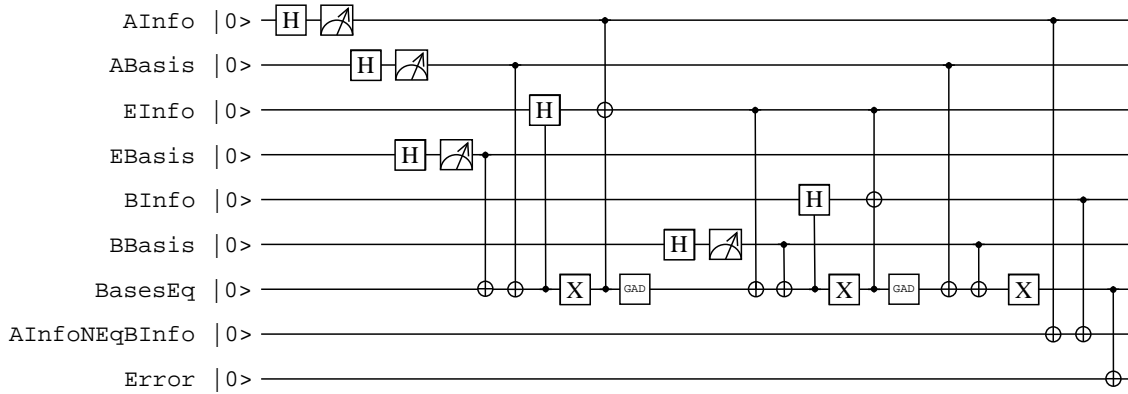 AInfo |0> H
ABasis |0> H
EInfo |0> H
EBasis |0> H
BInfo |0> H
BBasis |0> H
BasesEq |0> X GAD X GAD X
AInfoNEqBInfo |0>
Error |0>